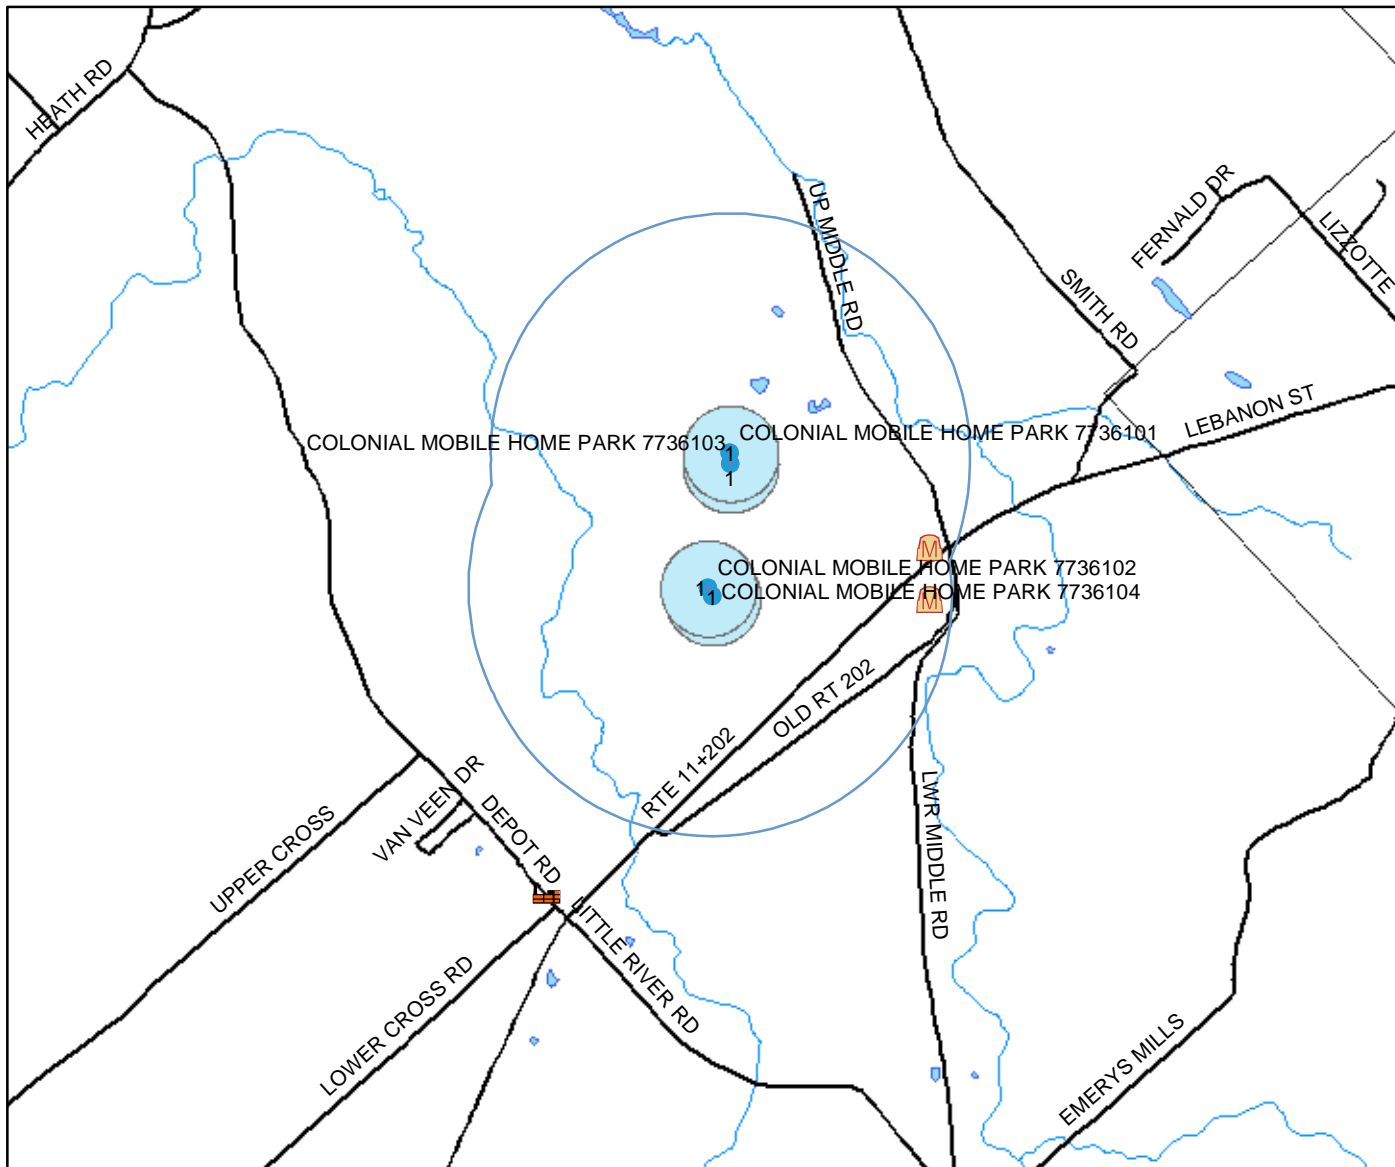 HEATH RD
UP MIDDLE RD
FERNALD DR
LIZZOTTE
SMITH RD
LEBANON ST
COLONIAL MOBILE HOME PARK 7736103
COLONIAL MOBILE HOME PARK 7736101
1
1
COLONIAL MOBILE HOME PARK 7736102
1
1
COLONIAL MOBILE HOME PARK 7736104
M
M
OLD RT 202
RTE 11+202
LWR MIDDLE RD
UPPER CROSS
VAN VEEN DR
DEPOT RD
LITTLE RIVER RD
LOWER CROSS RD
EMERYS MILLS